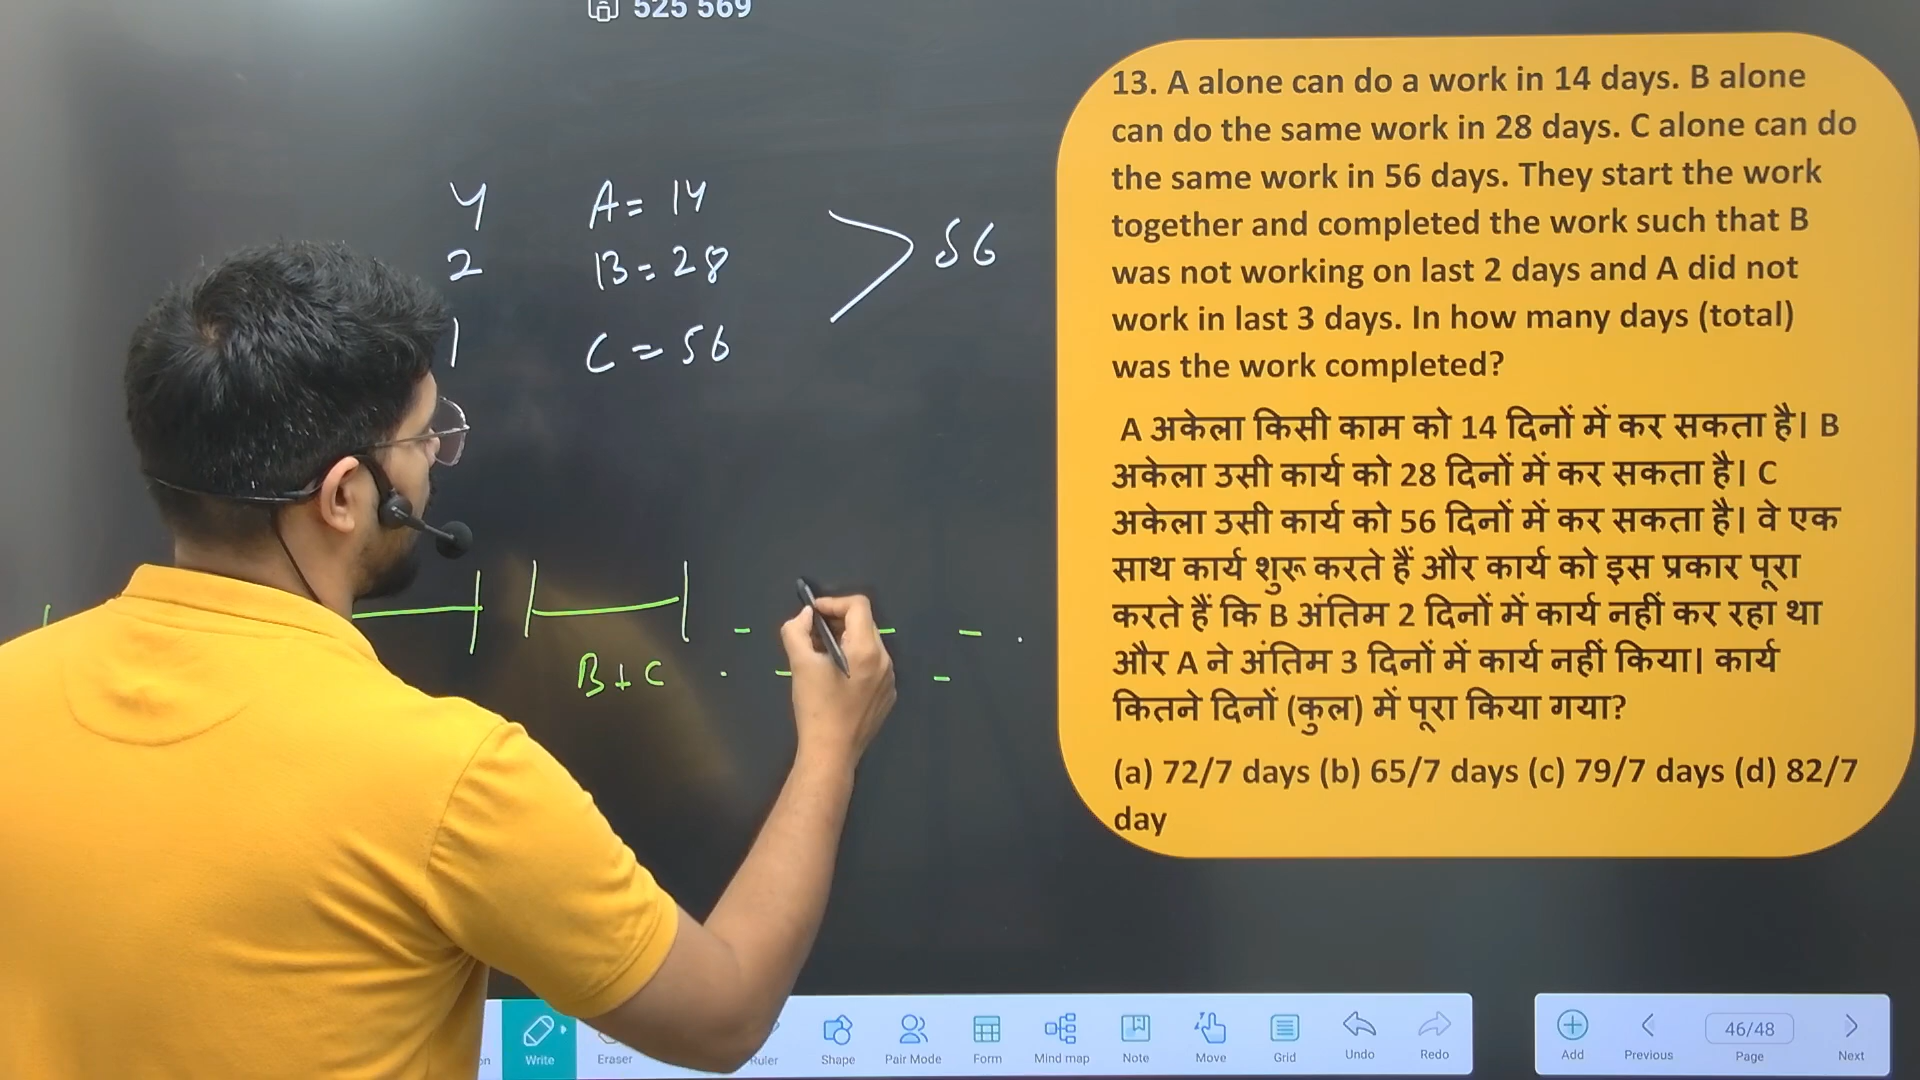 525 569
4 A = 14
2 B = 28
1 C = 56
56
B + C
13. A alone can do a work in 14 days. B alone
can do the same work in 28 days. C alone can do
the same work in 56 days. They start the work
together and completed the work such that B
was not working on last 2 days and A did not
work in last 3 days. In how many days (total)
was the work completed?
A अकेला किसी काम को 14 दिनों में कर सकता है। B
अकेला उसी कार्य को 28 दिनों में कर सकता है। C
अकेला उसी कार्य को 56 दिनों में कर सकता है। वे एक
साथ कार्य शुरू करते हैं और कार्य को इस प्रकार पूरा
करते हैं कि B अंतिम 2 दिनों में कार्य नहीं कर रहा था
और A ने अंतिम 3 दिनों में कार्य नहीं किया। कार्य
कितने दिनों (कुल) में पूरा किया गया?
(a) 72/7 days (b) 65/7 days (c) 79/7 days (d) 82/7
day
Write Eraser Ruler Shape Pair Mode Form Mind map Note Move Grid Undo Redo
46/48
Add Previous Page Next